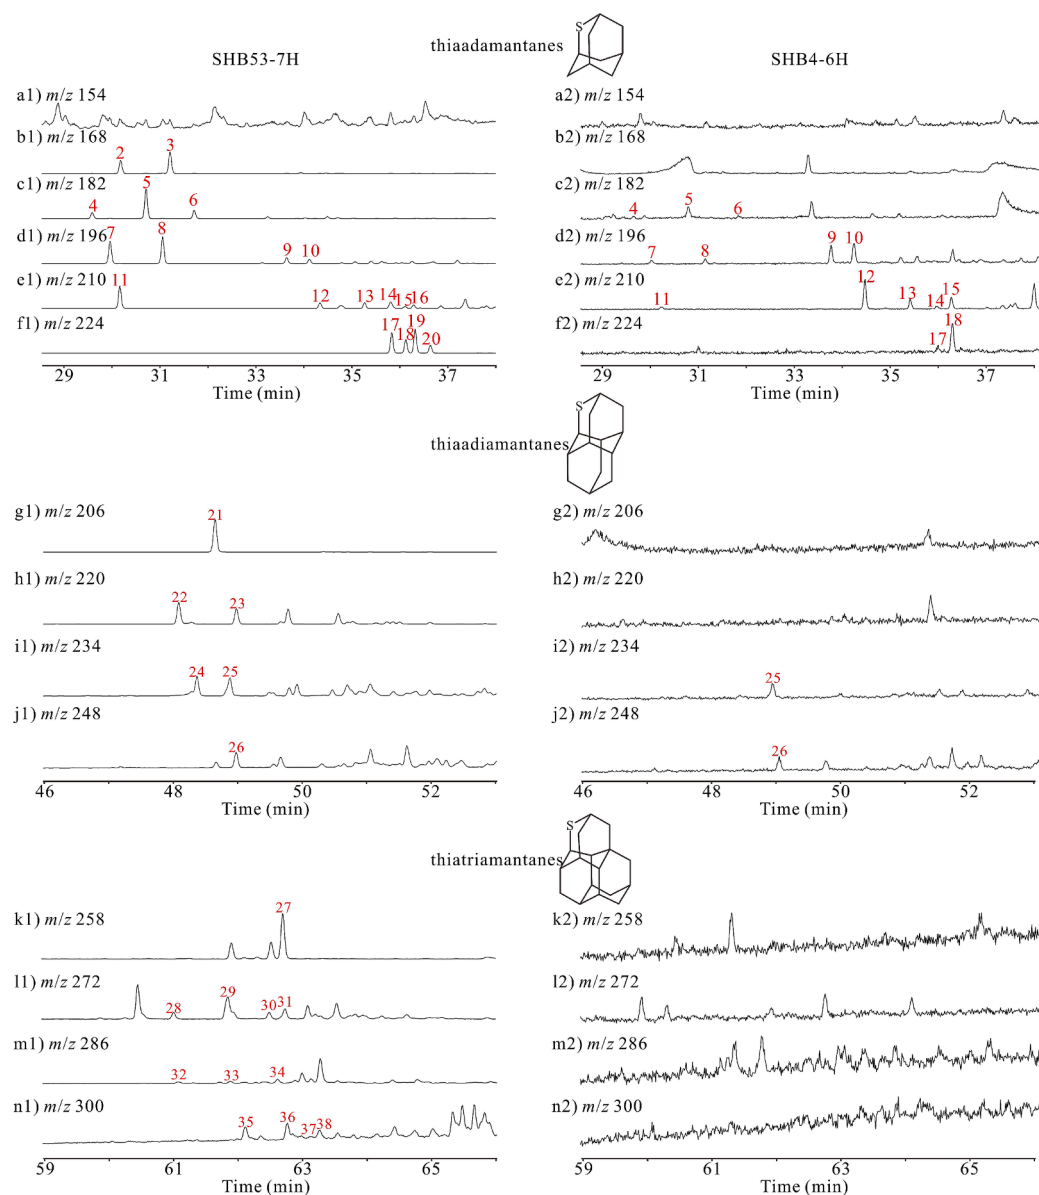 thiaadamantanes
S
SHB53-7H
SHB4-6H
a1) m/z 154
b1) m/z 168
2
3
c1) m/z 182
4
5
6
d1) m/z 196
7
8
9
10
e1) m/z 210
11
12
13
14
15
16
f1) m/z 224
17
18
19
20
29
31
33
35
37
Time (min)
a2) m/z 154
b2) m/z 168
c2) m/z 182
4
5
6
d2) m/z 196
7
8
9
10
e2) m/z 210
11
12
13
14
15
f2) m/z 224
17
18
29
31
33
35
37
Time (min)
thiaadiamantanes
S
g1) m/z 206
21
h1) m/z 220
22
23
i1) m/z 234
24
25
j1) m/z 248
26
46
48
50
52
Time (min)
g2) m/z 206
h2) m/z 220
i2) m/z 234
25
j2) m/z 248
26
46
48
50
52
Time (min)
thiatriamantanes
S
k1) m/z 258
27
l1) m/z 272
28
29
30
31
m1) m/z 286
32
33
34
n1) m/z 300
35
36
37
38
59
61
63
65
Time (min)
k2) m/z 258
l2) m/z 272
m2) m/z 286
n2) m/z 300
59
61
63
65
Time (min)